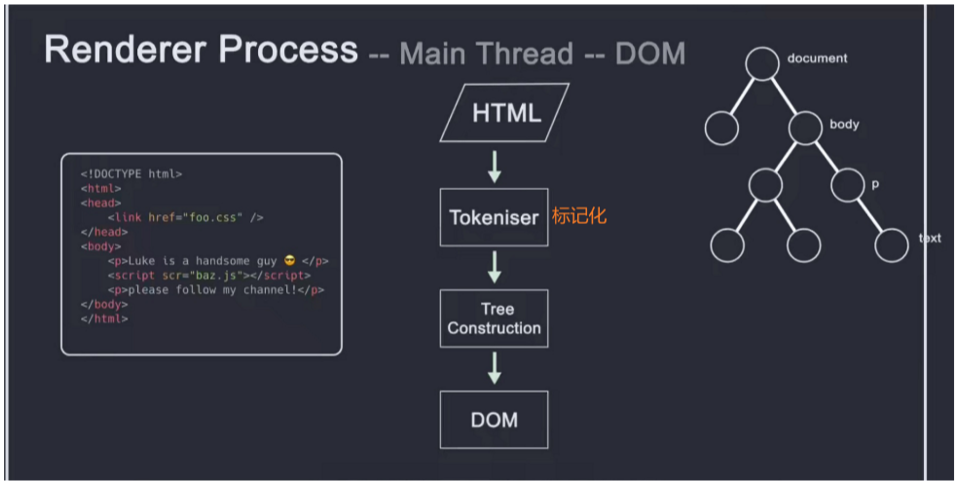 Renderer Process -- Main Thread -- DOM
<!DOCTYPE html>
<html>
<head>
<link href="foo.css" />
</head>
<body>
<p>Luke is a handsome guy 😎 </p>
<script scr="baz.js"></script>
<p>please follow my channel!</p>
</body>
</html>
HTML
Tokeniser 标记化
Tree
Construction
DOM
document
body
p
text